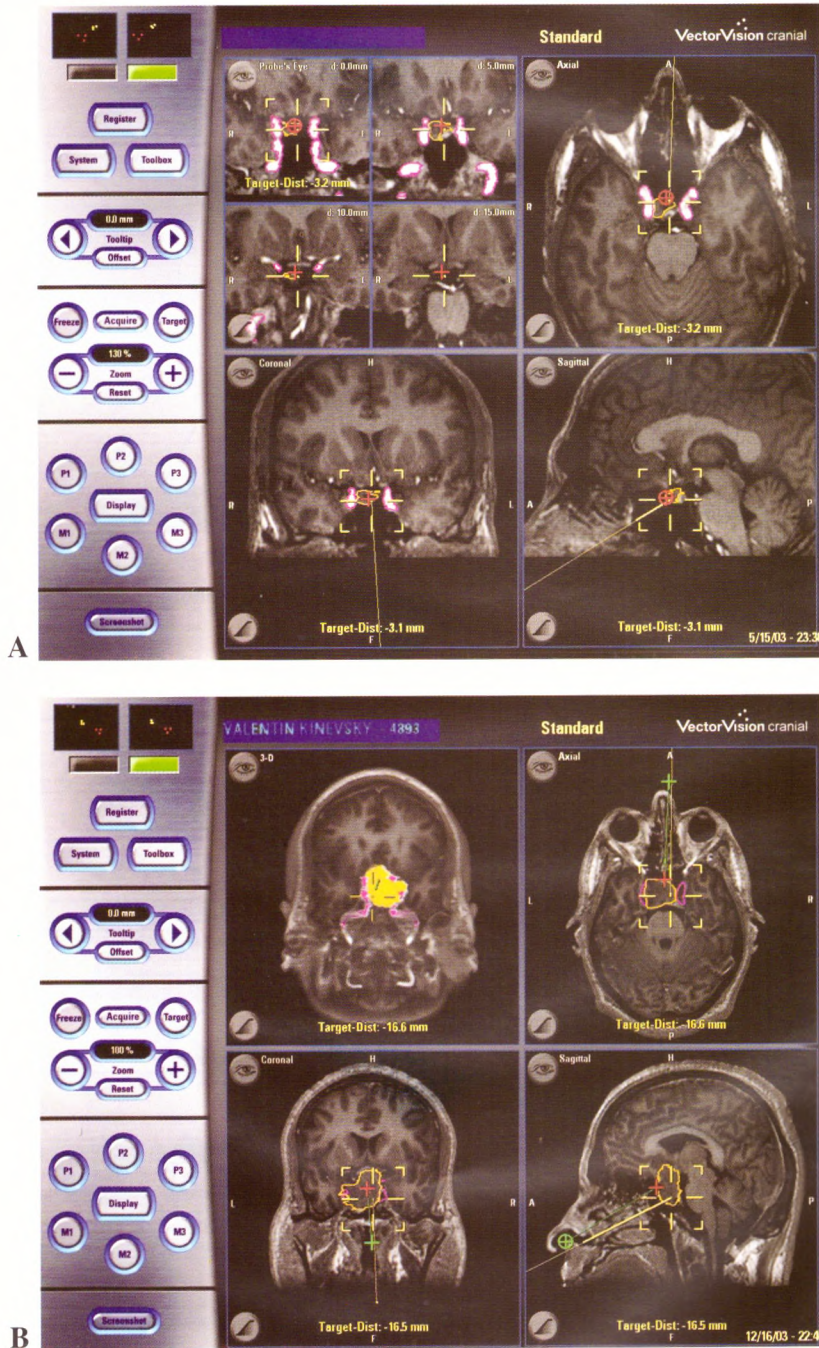 Standard VectorVision cranial
Register
System Toolbox
0.0 mm
Tooltip
Offset
Freeze Acquire Target
130 %
Zoom
Reset
P1 P2 P3
Display
M1 M2 M3
Screenshot
Probe's Eye d: 0.0mm
R L
Target-Dist: -3.2 mm
d: 5.0mm
R L
d: 10.0mm
R L
d: 15.0mm
R L
Axial A
R L
Target-Dist: -3.2 mm
P
Coronal H
R L
Target-Dist: -3.1 mm
F
Sagittal H
A P
Target-Dist: -3.1 mm
F
5/15/03 - 23:3
A
VALENTIN KINEVSKY 4893 Standard VectorVision cranial
Register
System Toolbox
0.0 mm
Tooltip
Offset
Freeze Acquire Target
100 %
Zoom
Reset
P1 P2 P3
Display
M1 M2 M3
Screenshot
3-D
Target-Dist: -16.6 mm
Axial A
L R
Target-Dist: -16.6 mm
P
Coronal H
L R
Target-Dist: -16.5 mm
F
Sagittal H
A P
Target-Dist: -16.5 mm
F
12/16/03 - 22:4
B